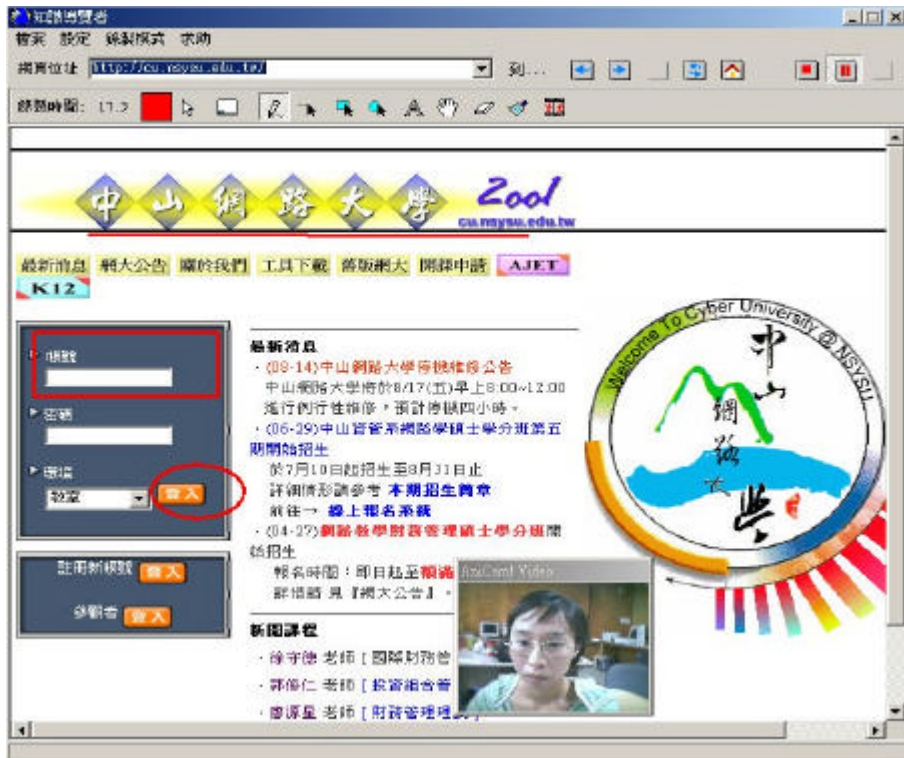 知識導覽者
檔案 設定 錄製模式 求助
網頁位址 http://cu.nsysu.edu.tw/ 到...
錄製時間: 17.2
中山網路大學 2001
cu.nsysu.edu.tw
最新消息 網大公告 關於我們 工具下載 舊版網大 開課申請 AJET
K12
帳號
密碼
環境
教室 登入
註冊新帳號 登入
參觀者 登入
最新消息
·(08-14)中山網路大學停機維修公告
中山網路大學將於8/17(五)早上8:00~12:00
進行例行性維修，預計停機四小時。
·(06-29)中山資管系網路學碩士學分班第五
期開始招生
於7月10日起招生至8月31日止
詳細情形請參考 本期招生簡章
前往→ 線上報名系統
·(04-27)網路教學財務管理碩士學分班開
始招生
報名時間：即日起至額滿
詳情請 見『網大公告』。
新開課程
·徐守德 老師 [ 國際財務管
·郭修仁 老師 [ 投資組合管
·廖源星 老師 [ 財務管理
Welcome To Cyber University @ NSYSU
中山網路大學
Video